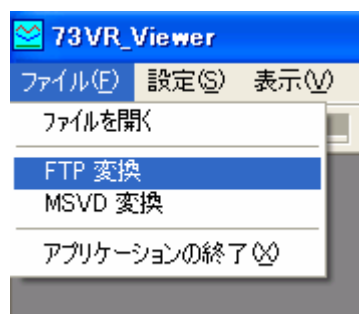 73VR_Viewer
ファイル(F) 設定(S) 表示(V)
ファイルを開く
FTP 変換
MSVD 変換
アプリケーションの終了(X)